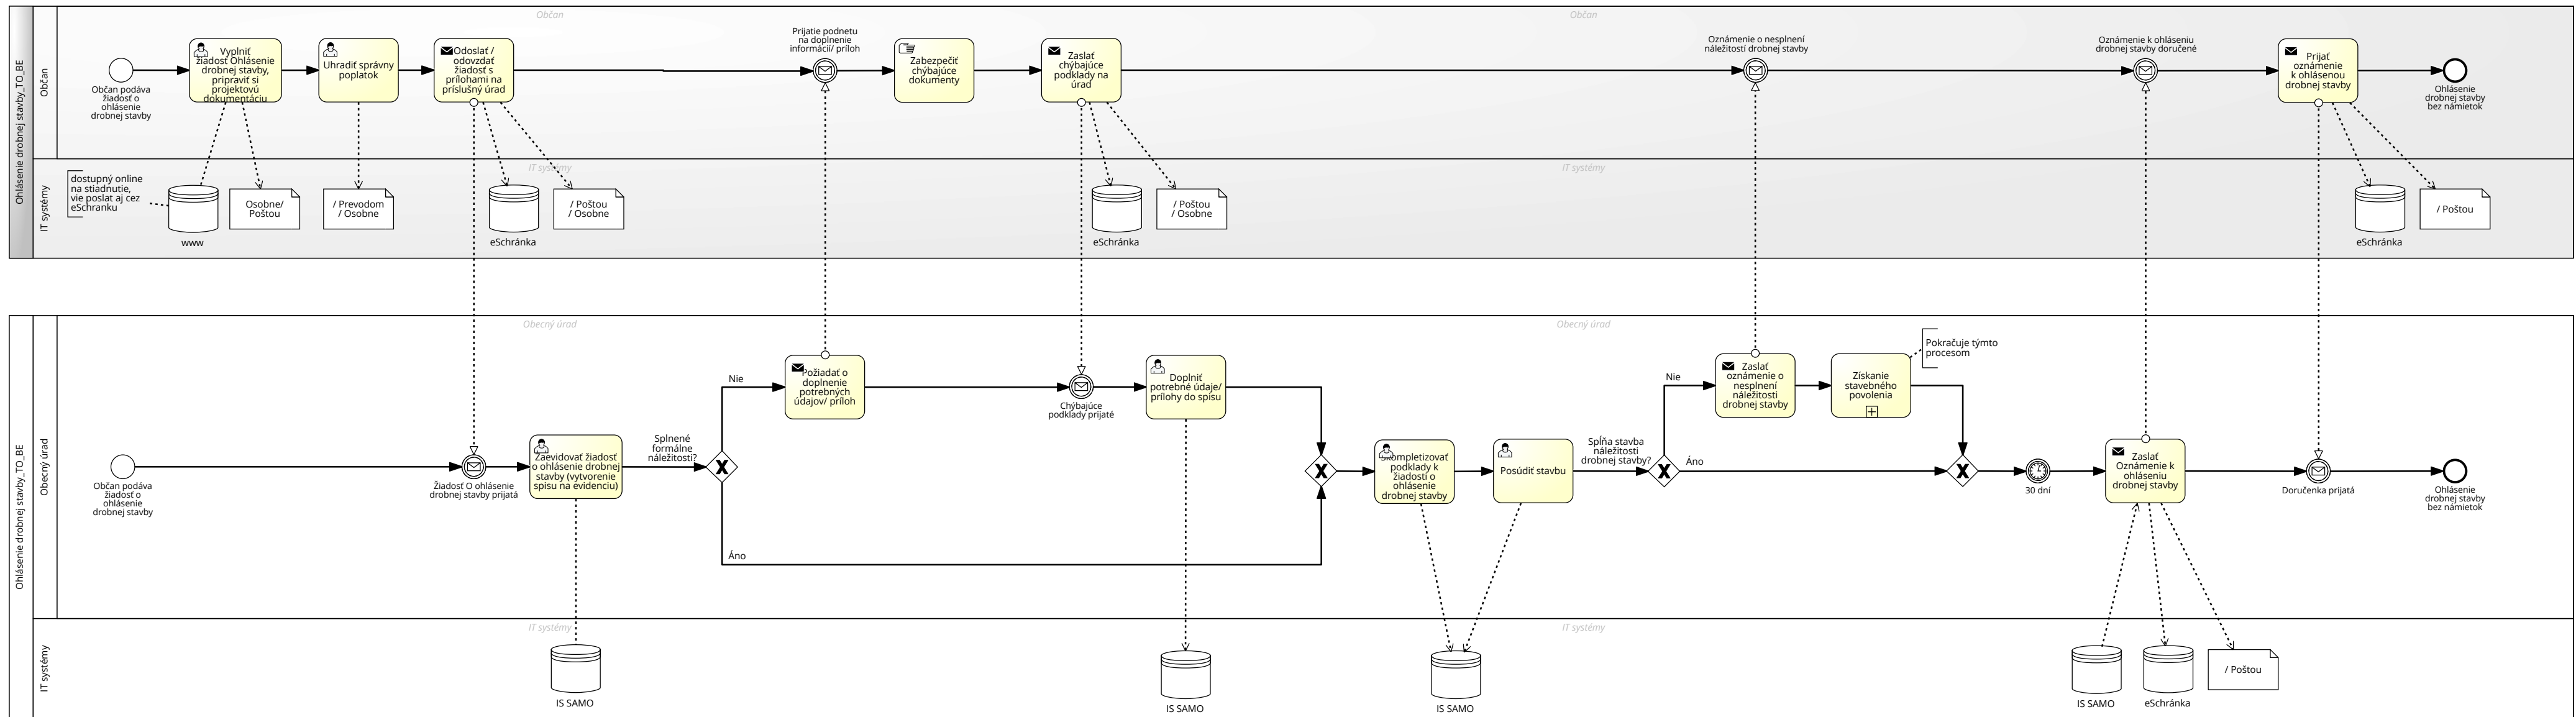 Ohlásenie drobnej stavby_TO_BE
Občan
Občan
Občan
Občan podáva
žiadosť o
ohlásenie
drobnej stavby
Vyplniť
žiadosť Ohlásenie
drobnej stavby,
pripraviť si
projektovú
dokumentáciu
Uhradiť správny
poplatok
Odoslať /
odovzdať
žiadosť s
prílohami na
príslušný úrad
Prijatie podnetu
na doplnenie
informácií/ príloh
Zabezpečiť
chýbajúce
dokumenty
Zaslať
chýbajúce
podklady na
úrad
Oznámenie o nesplnení
náležitostí drobnej stavby
Oznámenie k ohláseniu
drobnej stavby doručené
Prijať
oznámenie
k ohlásenou
drobnej stavby
Ohlásenie
drobnej stavby
bez námietok
IT systémy
IT systémy
IT systémy
dostupný online
na stiadnutie,
vie poslat aj cez
eSchranku
www
Osobne/
Poštou
/ Prevodom
/ Osobne
eSchránka
/ Poštou
/ Osobne
eSchránka
/ Poštou
/ Osobne
eSchránka
/ Poštou
Ohlásenie drobnej stavby_TO_BE
Obecný úrad
Obecný úrad
Obecný úrad
Občan podáva
žiadosť o
ohlásenie
drobnej stavby
Žiadosť O ohlásenie
drobnej stavby prijatá
Zaevidovať žiadosť
o ohlásenie drobnej
stavby (vytvorenie
spisu na evidenciu)
Splnené
formálne
náležitosti?
Nie
Áno
Požiadať o
doplnenie
potrebných
údajov/ príloh
Chýbajúce
podklady prijaté
Doplniť
potrebné údaje/
prílohy do spisu
Skompletizovať
podklady k
žiadosti o
ohlásenie
drobnej stavby
Posúdiť stavbu
Spĺňa stavba
náležitosti
drobnej stavby?
Nie
Áno
Zaslať
oznámenie o
nesplnení
náležitosti
drobnej stavby
Získanie
stavebného
povolenia
Pokračuje týmto
procesom
30 dní
Zaslať
Oznámenie k
ohláseniu
drobnej stavby
Doručenka prijatá
Ohlásenie
drobnej stavby
bez námietok
IT systémy
IT systémy
IT systémy
IS SAMO
IS SAMO
IS SAMO
IS SAMO
eSchránka
/ Poštou